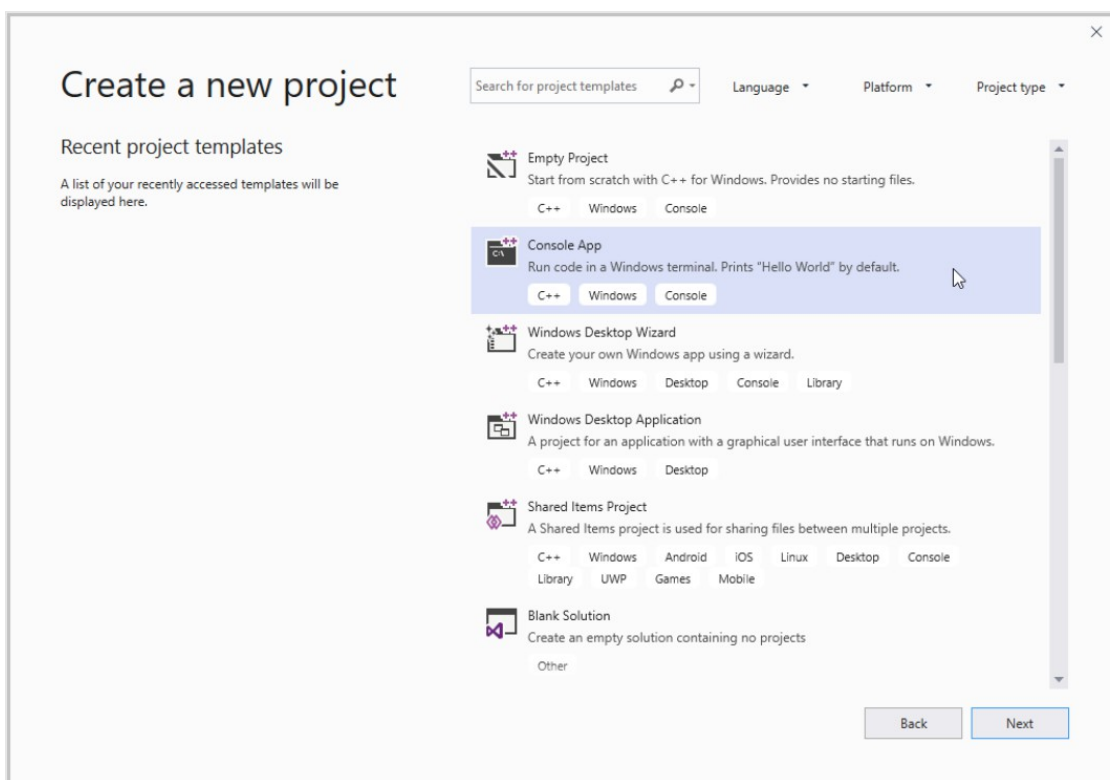 Create a new project
Search for project templates
Language
Platform
Project type
Recent project templates
A list of your recently accessed templates will be
displayed here.
Empty Project
Start from scratch with C++ for Windows. Provides no starting files.
C++ Windows Console
Console App
Run code in a Windows terminal. Prints "Hello World" by default.
C++ Windows Console
Windows Desktop Wizard
Create your own Windows app using a wizard.
C++ Windows Desktop Console Library
Windows Desktop Application
A project for an application with a graphical user interface that runs on Windows.
C++ Windows Desktop
Shared Items Project
A Shared Items project is used for sharing files between multiple projects.
C++ Windows Android iOS Linux Desktop Console
Library UWP Games Mobile
Blank Solution
Create an empty solution containing no projects
Other
Back
Next